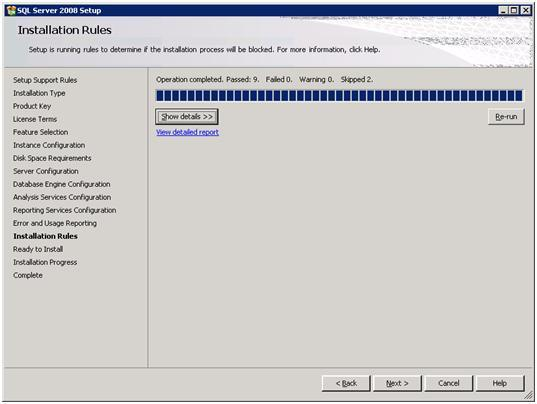 SQL Server 2008 Setup
Installation Rules
Setup is running rules to determine if the installation process will be blocked. For more information, click Help.
Setup Support Rules
Installation Type
Product Key
License Terms
Feature Selection
Instance Configuration
Disk Space Requirements
Server Configuration
Database Engine Configuration
Analysis Services Configuration
Reporting Services Configuration
Error and Usage Reporting
Installation Rules
Ready to Install
Installation Progress
Complete
Operation completed. Passed: 9. Failed 0. Warning 0. Skipped 2.
Show details >>
Re-run
View detailed report
< Back
Next >
Cancel
Help